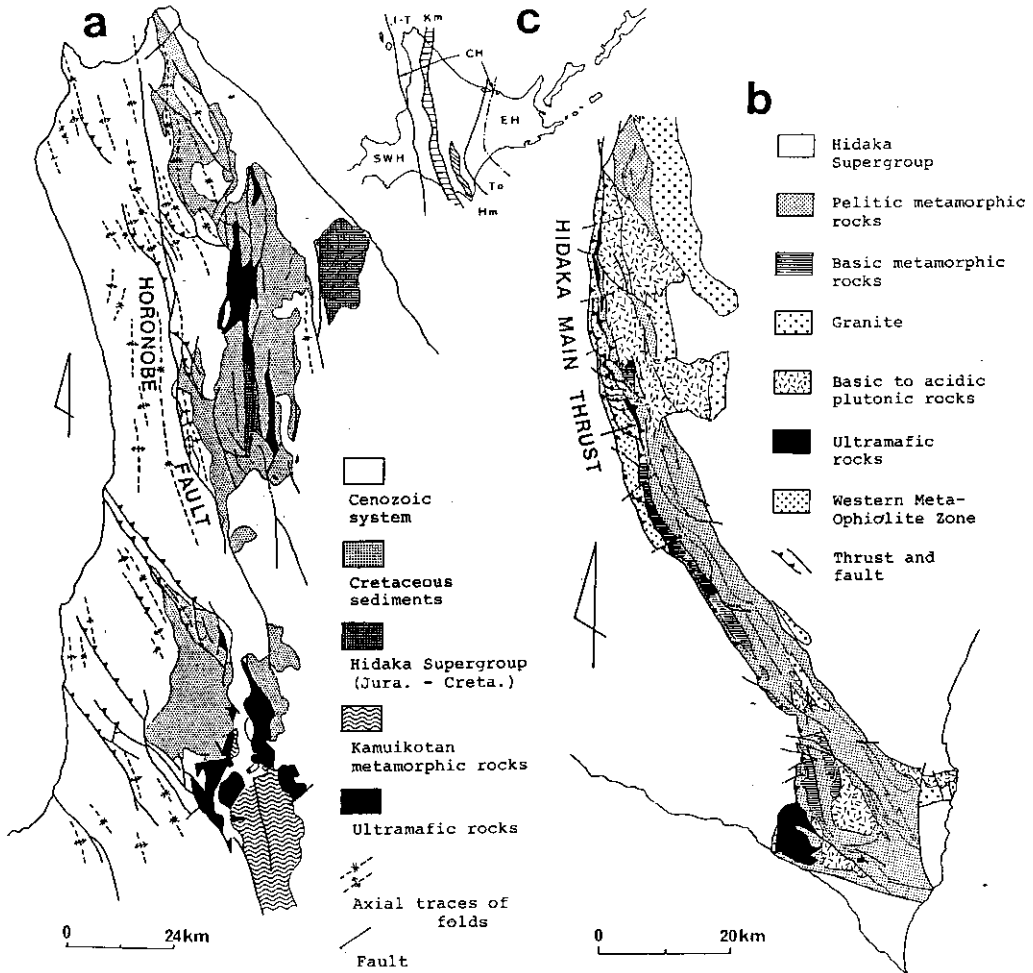 a
HORONOBE
FAULT
0 24km
Cenozoic
system
Cretaceous
sediments
Hidaka Supergroup
(Jura. - Creta.)
Kamuikotan
metamorphic rocks
Ultramafic rocks
Axial traces of
folds
Fault
c
I-T Km
CH
EH
SWH
To
Hm
b
HIDAKA MAIN THRUST
0 20km
Hidaka
Supergroup
Pelitic metamorphic
rocks
Basic metamorphic
rocks
Granite
Basic to acidic
plutonic rocks
Ultramafic
rocks
Western Meta-
Ophiolite Zone
Thrust and
fault